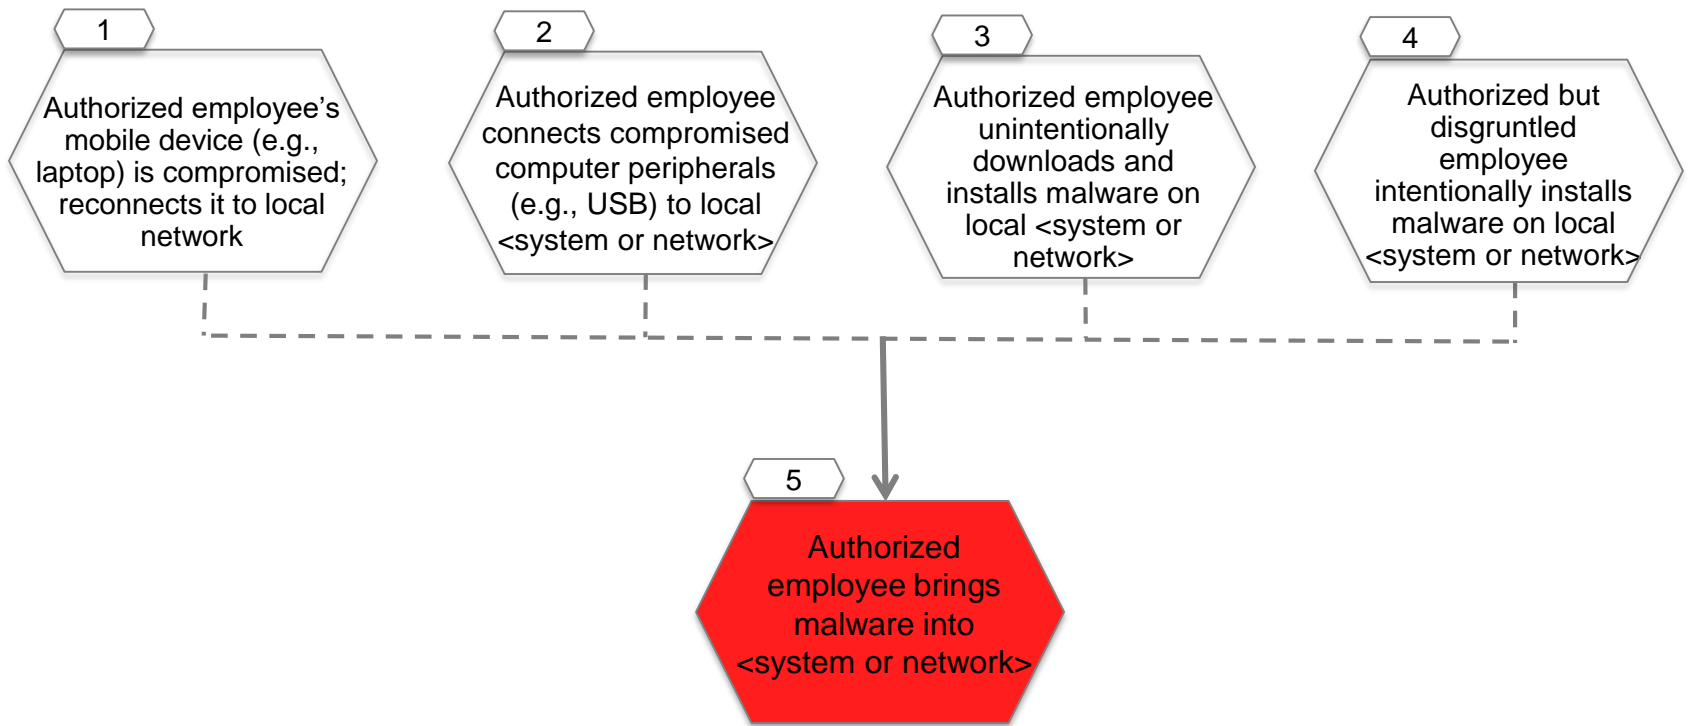 1
Authorized employee’s
mobile device (e.g.,
laptop) is compromised;
reconnects it to local
network
2
Authorized employee
connects compromised
computer peripherals
(e.g., USB) to local
<system or network>
3
Authorized employee
unintentionally
downloads and
installs malware on
local <system or
network>
4
Authorized but
disgruntled
employee
intentionally installs
malware on local
<system or network>
5
Authorized
employee brings
malware into
<system or network>